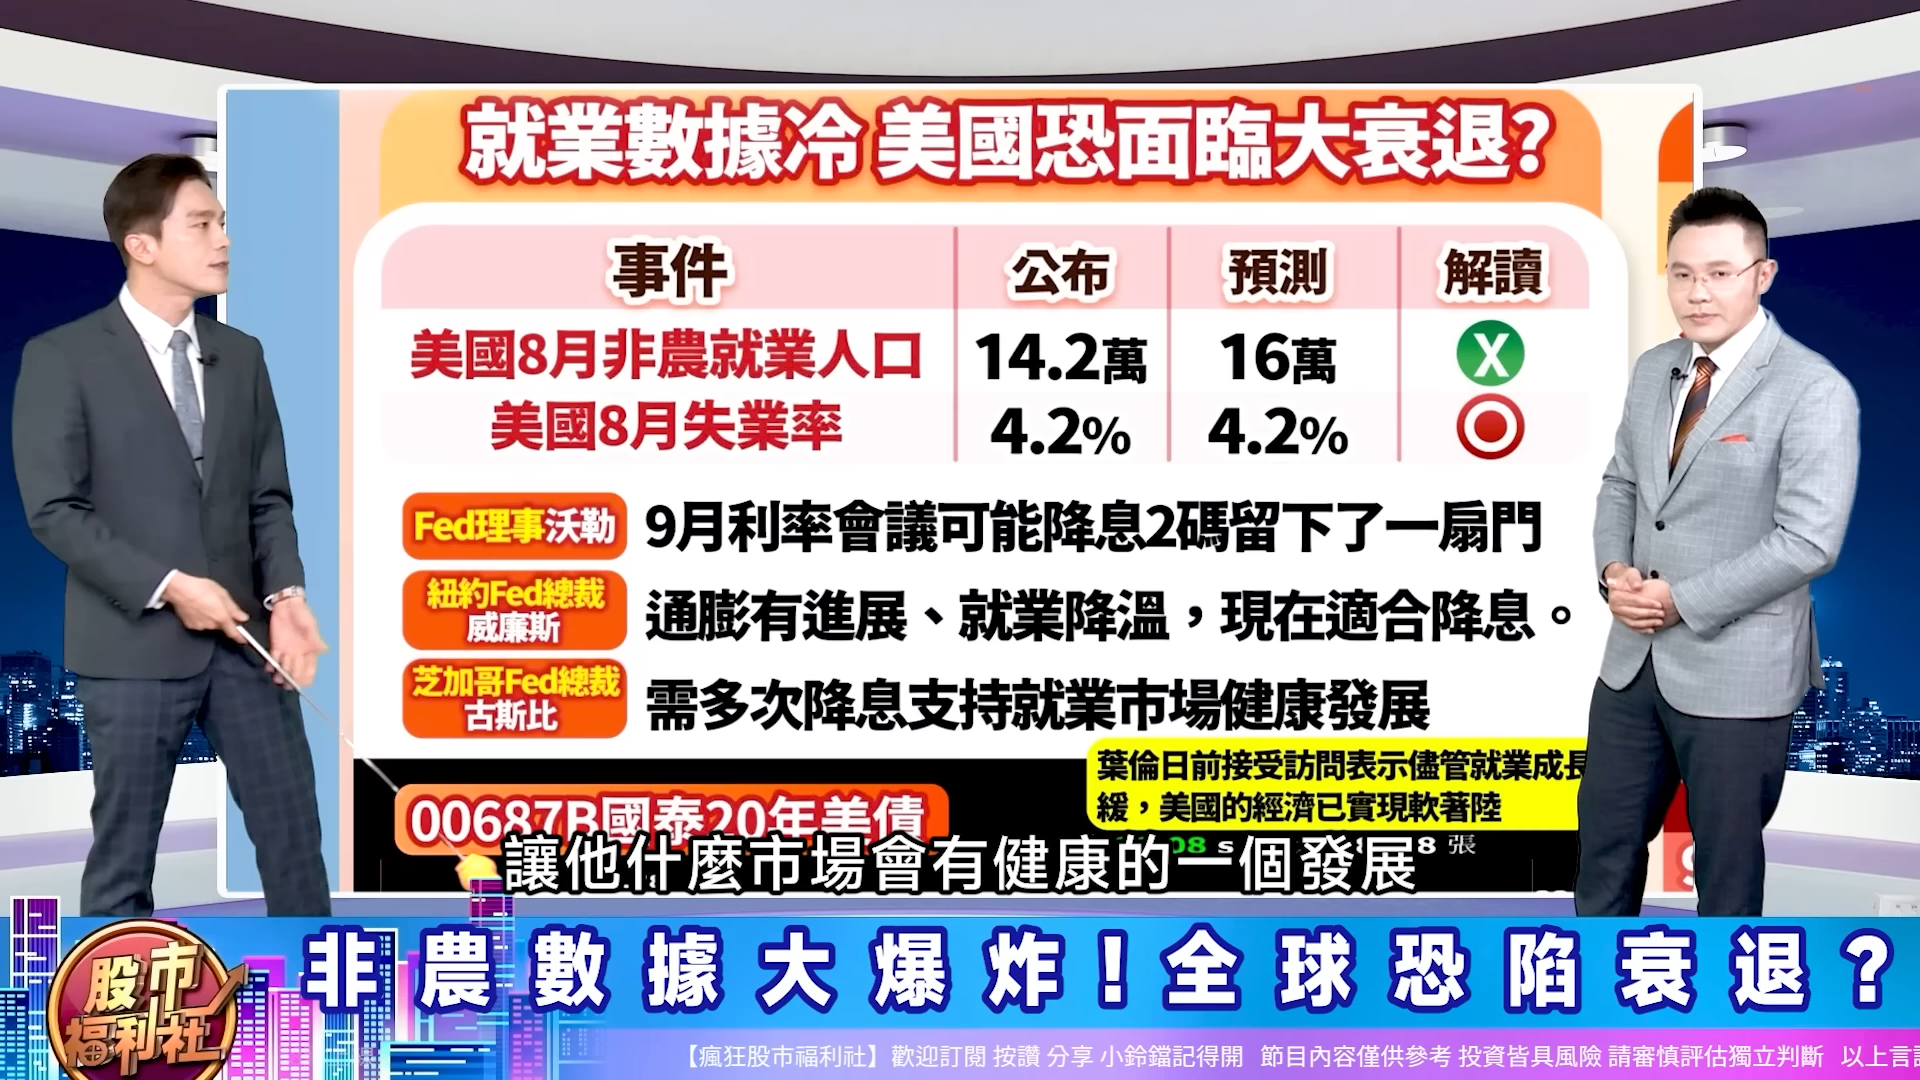 就業數據冷 美國恐面臨大衰退?
事件 公布 預測 解讀
美國8月非農就業人口 14.2萬 16萬 X
美國8月失業率 4.2% 4.2%
Fed理事沃勒 9月利率會議可能降息2碼留下了一扇門
紐約Fed總裁
威廉斯
通膨有進展、就業降溫，現在適合降息。
芝加哥Fed總裁
古斯比
需多次降息支持就業市場健康發展
葉倫日前接受訪問表示儘管就業成長
緩，美國的經濟已實現軟著陸
00687B國泰20年美債
08 s
8 張
讓他什麼市場會有健康的一個發展
非農數據大爆炸!全球恐陷衰退?
股市
福利社
【瘋狂股市福利社】歡迎訂閱 按讚 分享 小鈴鐺記得開 節目內容僅供參考 投資皆具風險 請審慎評估獨立判斷 以上言